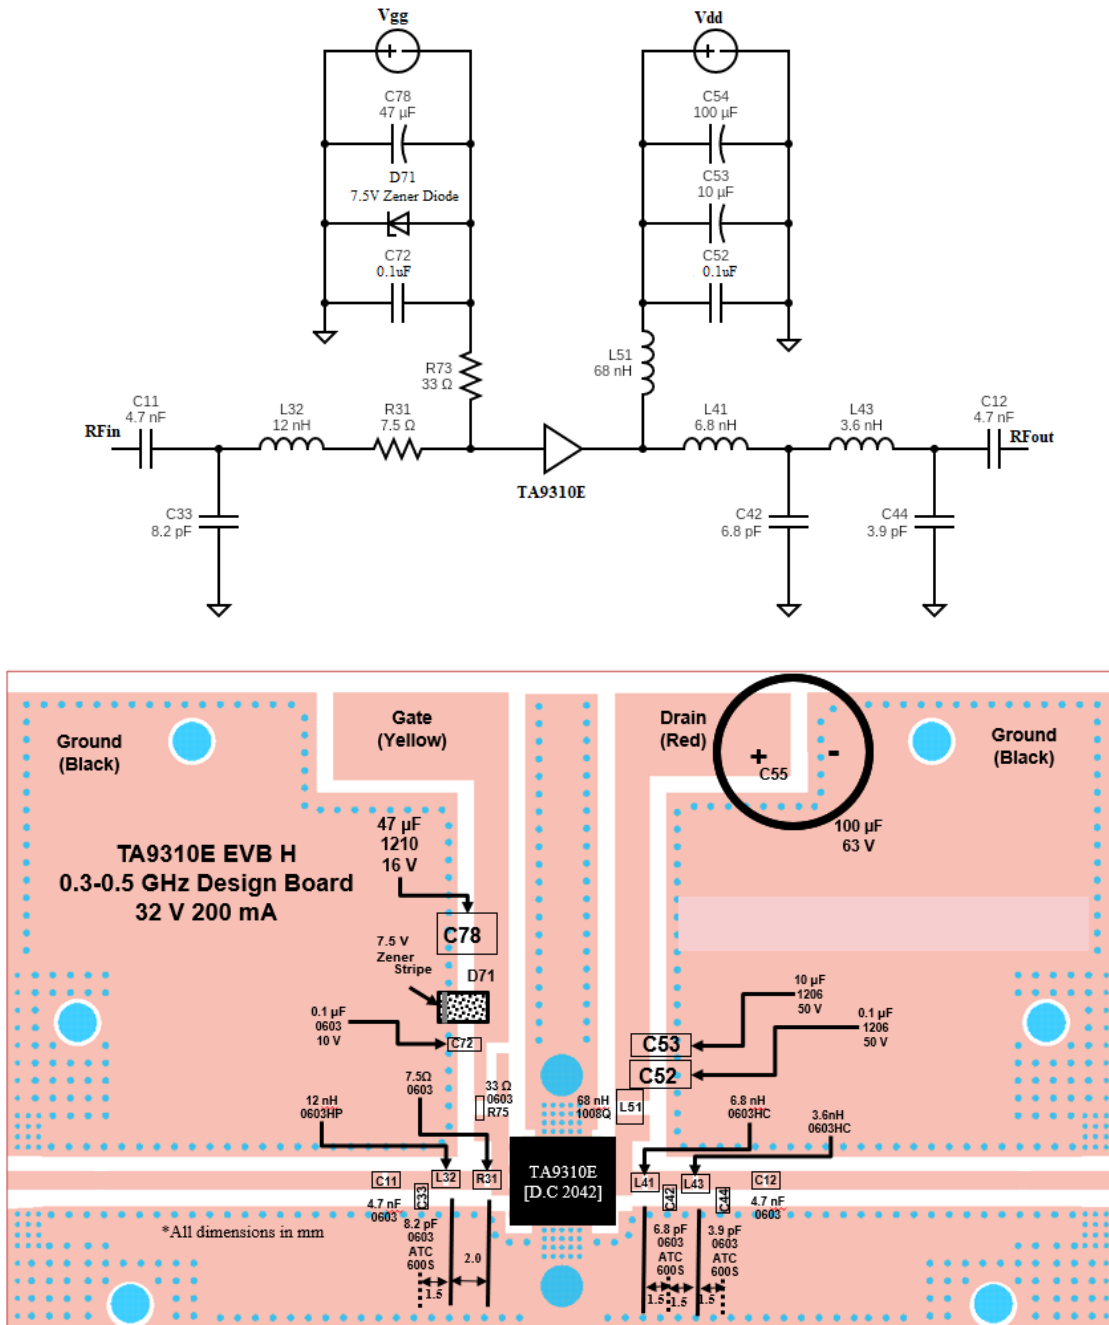 Vgg
Vdd
C78
47 µF
C54
100 µF
D71
7.5V Zener Diode
C53
10 µF
C72
0.1uF
C52
0.1uF
R73
33 Ω
L51
68 nH
C11
4.7 nF
L32
12 nH
R31
7.5 Ω
L41
6.8 nH
L43
3.6 nH
C12
4.7 nF
RFin
RFout
TA9310E
C33
8.2 pF
C42
6.8 pF
C44
3.9 pF
Ground
(Black)
Gate
(Yellow)
Drain
(Red)
Ground
(Black)
+
-
C55
100 µF
63 V
47 µF
1210
16 V
TA9310E EVB H
0.3-0.5 GHz Design Board
32 V 200 mA
C78
7.5 V
Zener
Stripe
D71
10 µF
1206
50 V
0.1 µF
0603
10 V
C72
C53
0.1 µF
1206
50 V
C52
7.5Ω
0603
33 Ω
0603
R75
68 nH
1008Q
L51
12 nH
0603HP
6.8 nH
0603HC
3.6nH
0603HC
TA9310E
[D.C 2042]
C11
L32
R31
L41
L43
C12
C33
C42
C44
4.7 nF
0603
4.7 nF
0603
*All dimensions in mm
8.2 pF
0603
ATC
600S
6.8 pF
0603
ATC
600S
3.9 pF
0603
ATC
600S
2.0
1.5
1.5
1.5
1.5